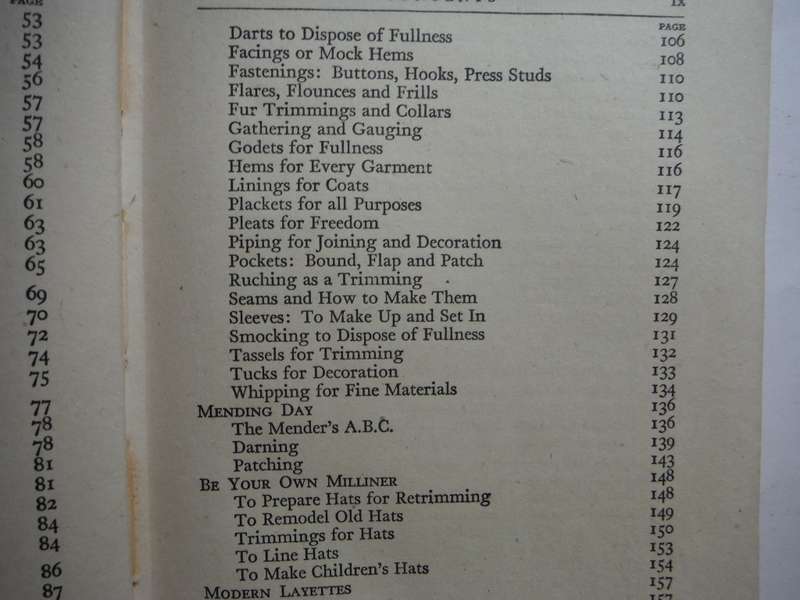 PAGE
53
53
54
56
57
57
58
58
60
61
63
63
65
69
70
72
74
75
77
78
78
81
81
82
84
84
86
87
ix
PAGE
Darts to Dispose of Fullness 106
Facings or Mock Hems 108
Fastenings: Buttons, Hooks, Press Studs 110
Flares, Flounces and Frills 110
Fur Trimmings and Collars 113
Gathering and Gauging 114
Godets for Fullness 116
Hems for Every Garment 116
Linings for Coats 117
Plackets for all Purposes 119
Pleats for Freedom 122
Piping for Joining and Decoration 124
Pockets: Bound, Flap and Patch 124
Ruching as a Trimming 127
Seams and How to Make Them 128
Sleeves: To Make Up and Set In 129
Smocking to Dispose of Fullness 131
Tassels for Trimming 132
Tucks for Decoration 133
Whipping for Fine Materials 134
MENDING DAY 136
The Mender's A.B.C. 136
Darning 139
Patching 143
BE YOUR OWN MILLINER 148
To Prepare Hats for Retrimming 148
To Remodel Old Hats 149
Trimmings for Hats 150
To Line Hats 153
To Make Children's Hats 154
MODERN LAYETTES 157
157